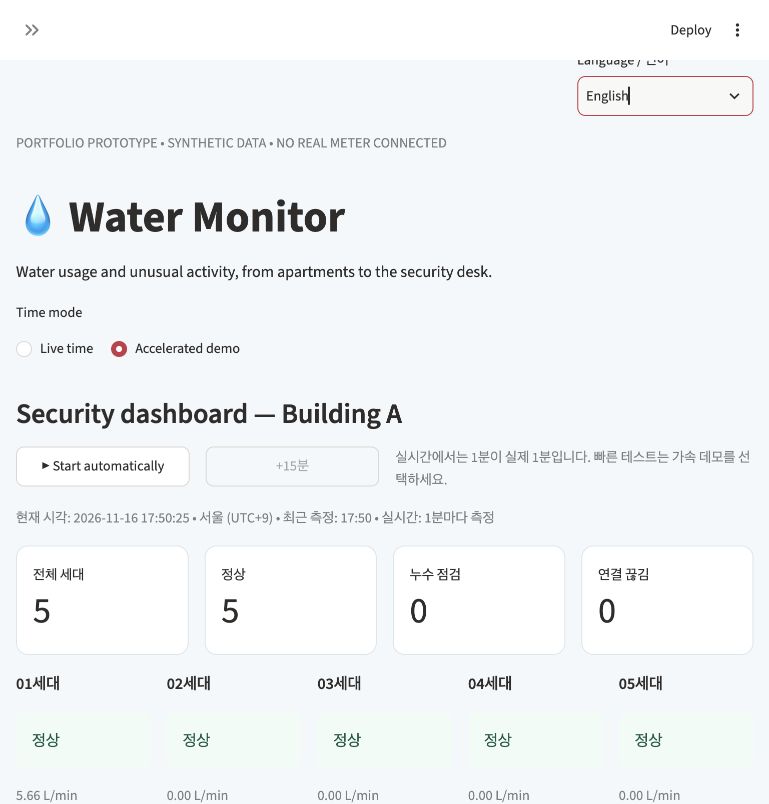 Deploy
Language / 언어
English
PORTFOLIO PROTOTYPE • SYNTHETIC DATA • NO REAL METER CONNECTED
💧 Water Monitor
Water usage and unusual activity, from apartments to the security desk.
Time mode
Live time Accelerated demo
Security dashboard — Building A
▶ Start automatically
+15분
실시간에서는 1분이 실제 1분입니다. 빠른 테스트는 가속 데모를 선
택하세요.
현재 시각: 2026-11-16 17:50:25 • 서울 (UTC+9) • 최근 측정: 17:50 • 실시간: 1분마다 측정
전체 세대
5
정상
5
누수 점검
0
연결 끊김
0
01세대 02세대 03세대 04세대 05세대
정상 정상 정상 정상 정상
5.66 L/min 0.00 L/min 0.00 L/min 0.00 L/min 0.00 L/min